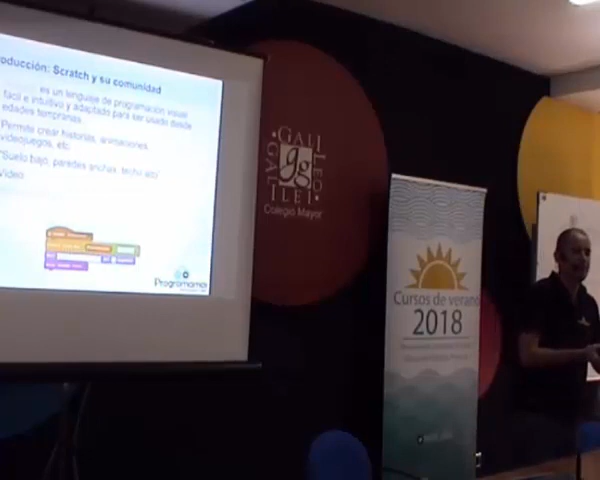 oducción: Scratch y su comunidad
es un lenguaje de programación visual
fácil e intuitivo y adaptado para ser usado desde
edades tempranas
Permite crear historias, animaciones,
videojuegos, etc.
"Suelo bajo, paredes anchas, techo alto"
Vídeo
Programamos
GALILEO
GALILEI
gg
Colegio Mayor
Cursos de verano
2018